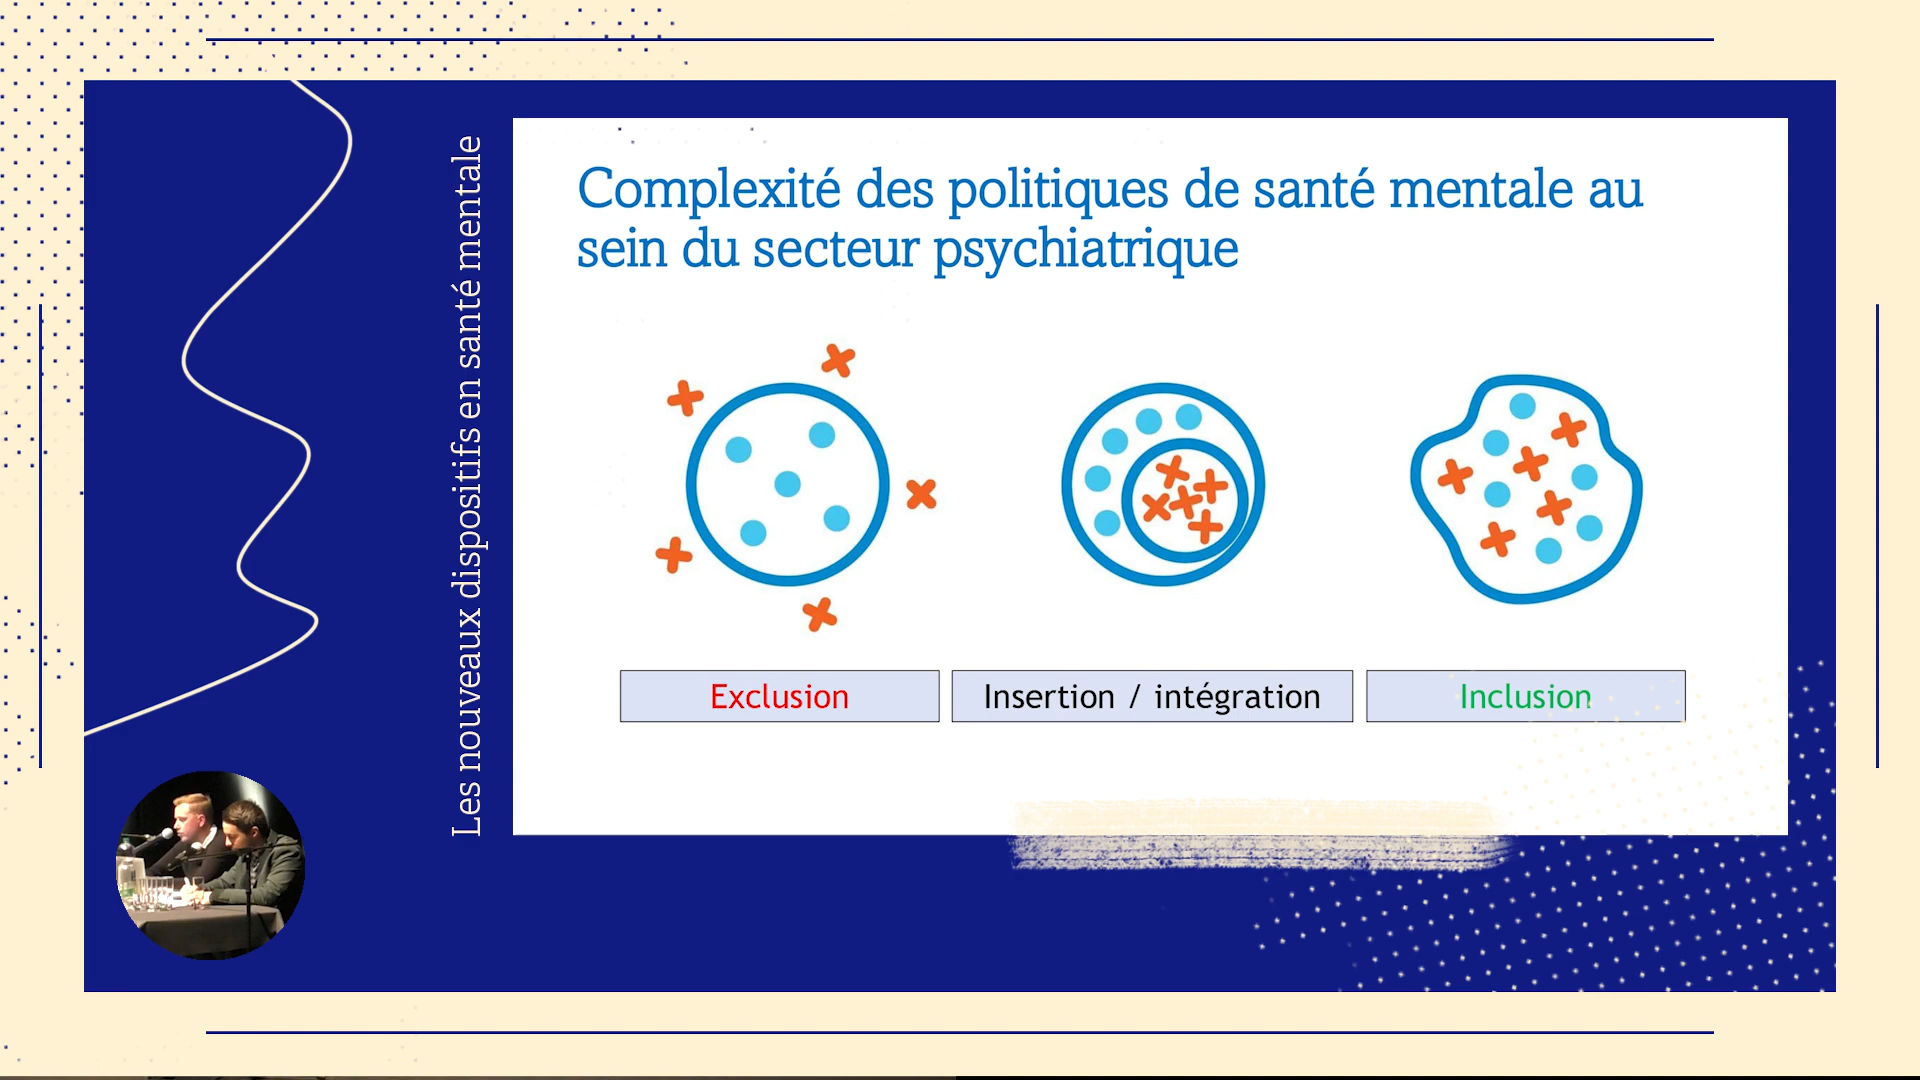 Les nouveaux dispositifs en santé mentale
Complexité des politiques de santé mentale au
sein du secteur psychiatrique
Exclusion
Insertion / intégration
Inclusion